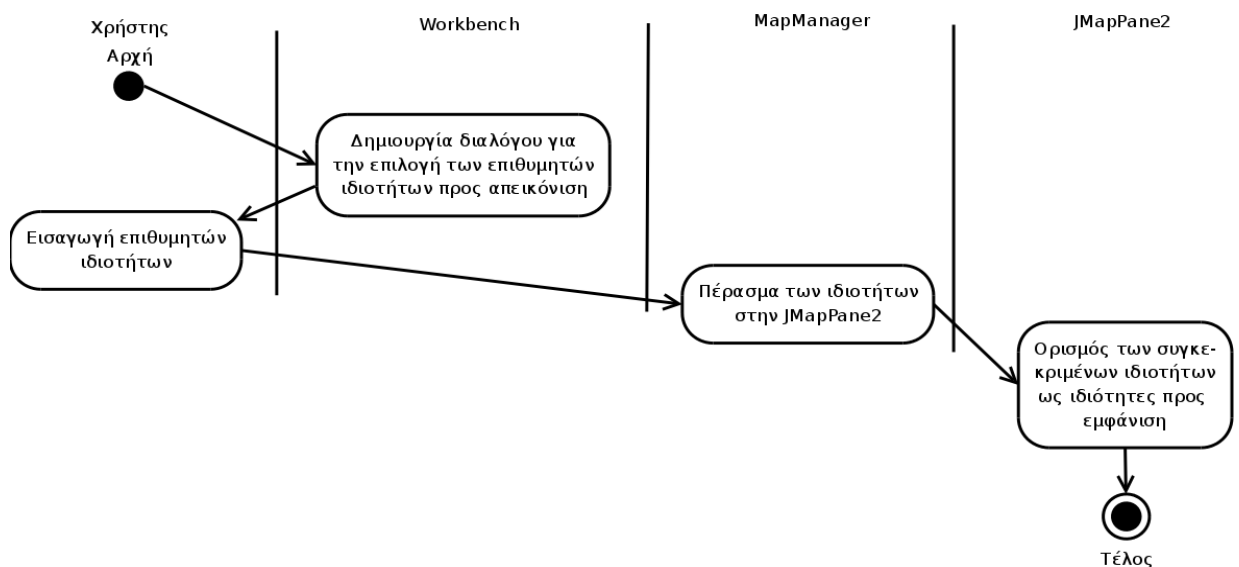 Χρήστης
Workbench
MapManager
JMapPane2
Αρχή
Δημιουργία διαλόγου για
την επιλογή των επιθυμητών
ιδιοτήτων προς απεικόνιση
Εισαγωγή επιθυμητών
ιδιοτήτων
Πέρασμα των ιδιοτήτων
στην JMapPane2
Ορισμός των συγκε-
κριμένων ιδιοτήτων
ως ιδιότητες προς
εμφάνιση
Τέλος